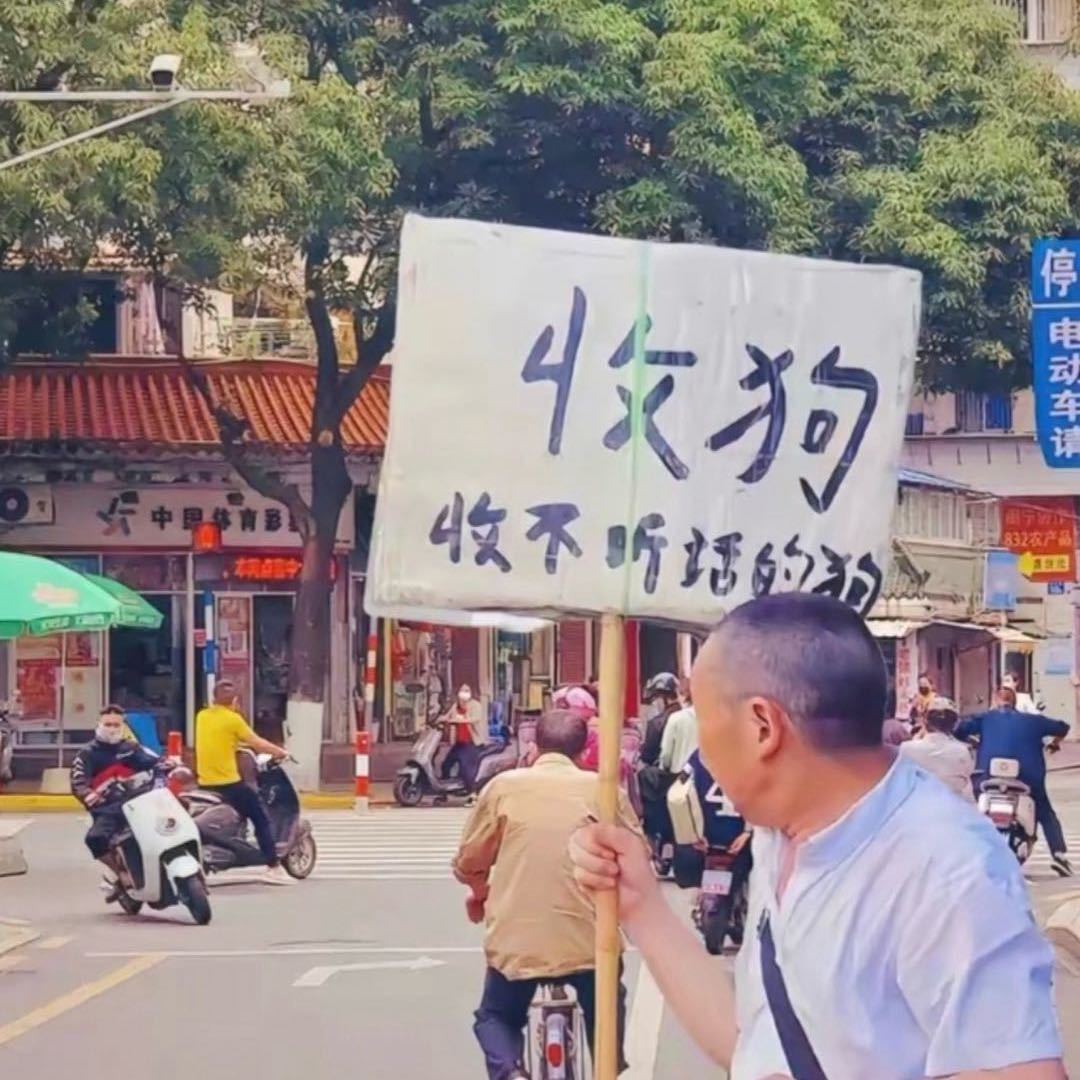 收狗
收不听话的狗
停
电动车请
中国体育彩
832农产品